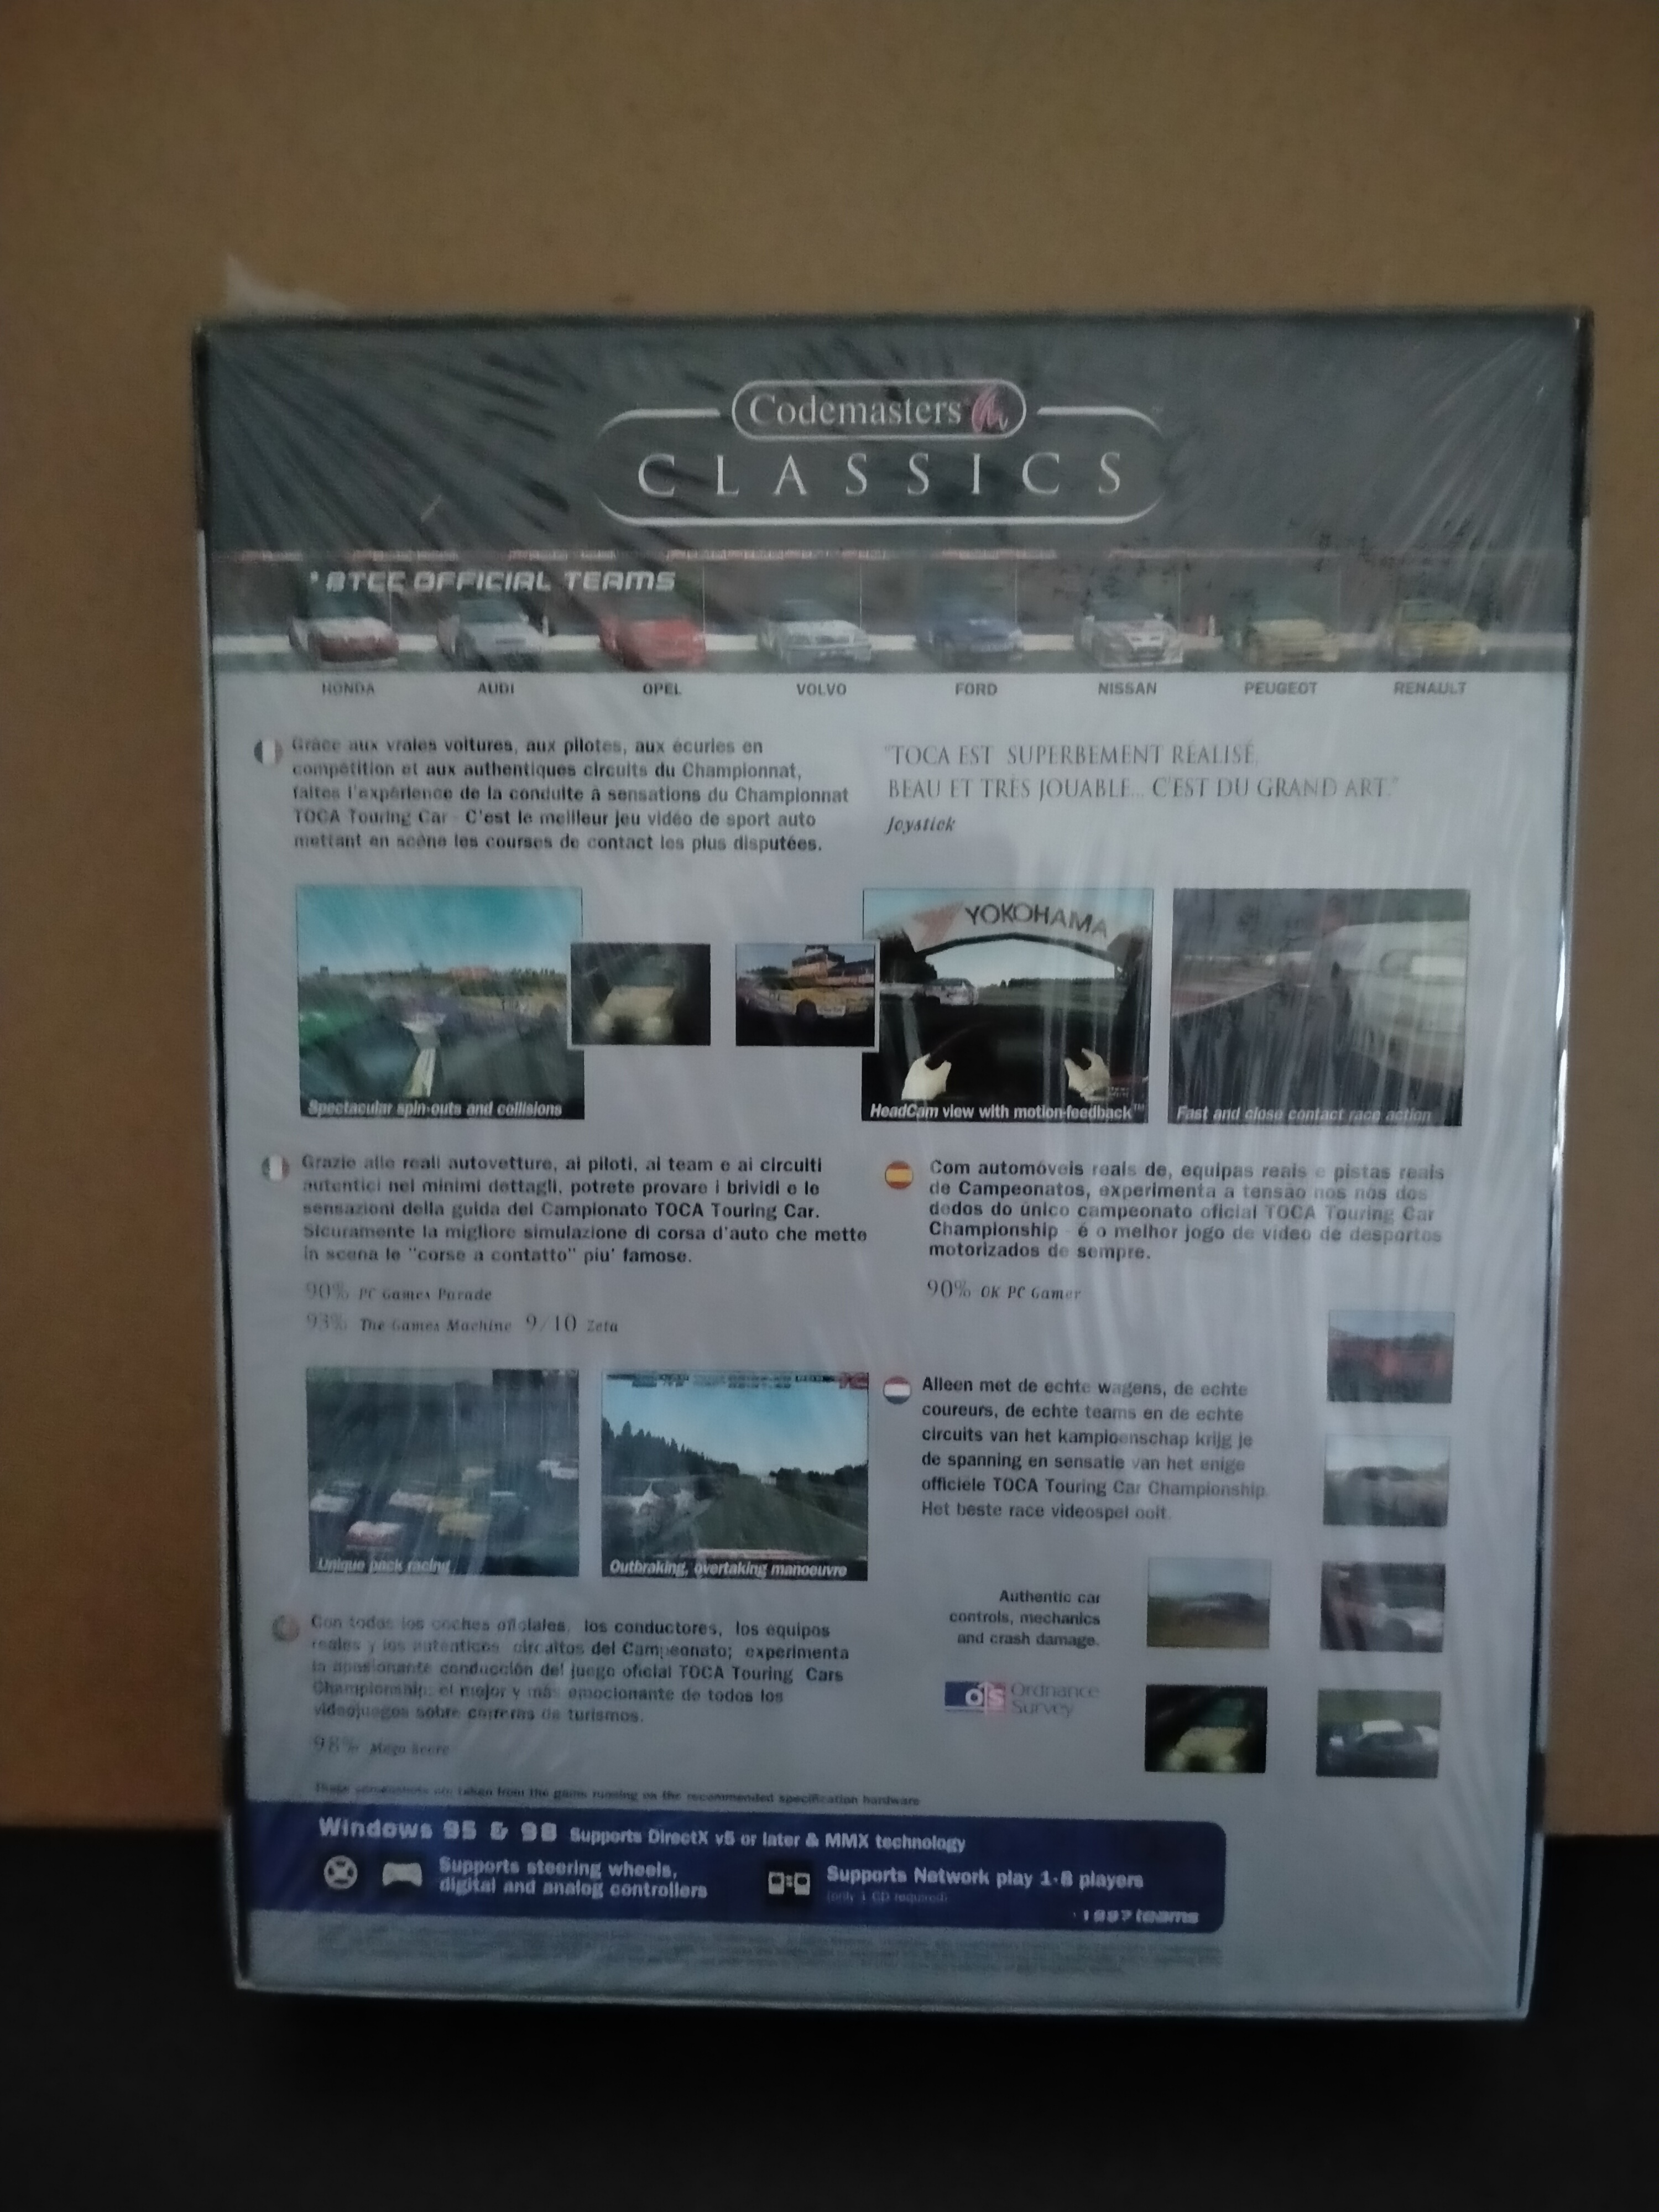 Codemasters
CLASSICS
* BTCC OFFICIAL TEAMS
HONDA AUDI OPEL VOLVO FORD NISSAN PEUGEOT RENAULT
Grâce aux vraies voitures, aux pilotes, aux écuries en
compétition et aux authentiques circuits du Championnat,
faites l'expérience de la conduite à sensations du Championnat
TOCA Touring Car - C'est le meilleur jeu vidéo de sport auto
mettant en scène les courses de contact les plus disputées.
"TOCA EST SUPERBEMENT RÉALISÉ,
BEAU ET TRÈS JOUABLE... C'EST DU GRAND ART."
Joystick
YOKOHAMA
Spectacular spin-outs and collisions
HeadCam view with motion-feedback™
Fast and close contact race action
Grazie alle reali autovetture, ai piloti, ai team e ai circuiti
autentici nei minimi dettagli, potrete provare i brividi e le
sensazioni della guida del Campionato TOCA Touring Car.
Sicuramente la migliore simulazione di corsa d'auto che mette
in scena le "corse a contatto" piu' famose.
90% PC Games Parade
93% The Games Machine 9/10 Zeta
Com automóveis reais de, equipas reais e pistas reais
de Campeonatos, experimenta a tensão nos nós dos
dedos do único campeonato oficial TOCA Touring Car
Championship - é o melhor jogo de vídeo de desportos
motorizados de sempre.
90% OK PC Gamer
Unique pack racing
Outbraking, overtaking manoeuvre
Alleen met de echte wagens, de echte
coureurs, de echte teams en de echte
circuits van het kampioenschap krijg je
de spanning en sensatie van het enige
officiële TOCA Touring Car Championship.
Het beste race videospel ooit.
Authentic car
controls, mechanics
and crash damage.
os Ordnance
Survey
Con todos los coches oficiales, los conductores, los equipos
reales y los auténticos circuitos del Campeonato; experimenta
la apasionante conducción del juego oficial TOCA Touring Cars
Championship: el mejor y más emocionante de todos los
videojuegos sobre carreras de turismos.
98% Mega Score
These screenshots are taken from the game running on the recommended specification hardware
Windows 95 & 98 Supports DirectX v5 or later & MMX technology
Supports steering wheels,
digital and analog controllers
Supports Network play 1-8 players
(only 1 CD required)
* 1997 teams